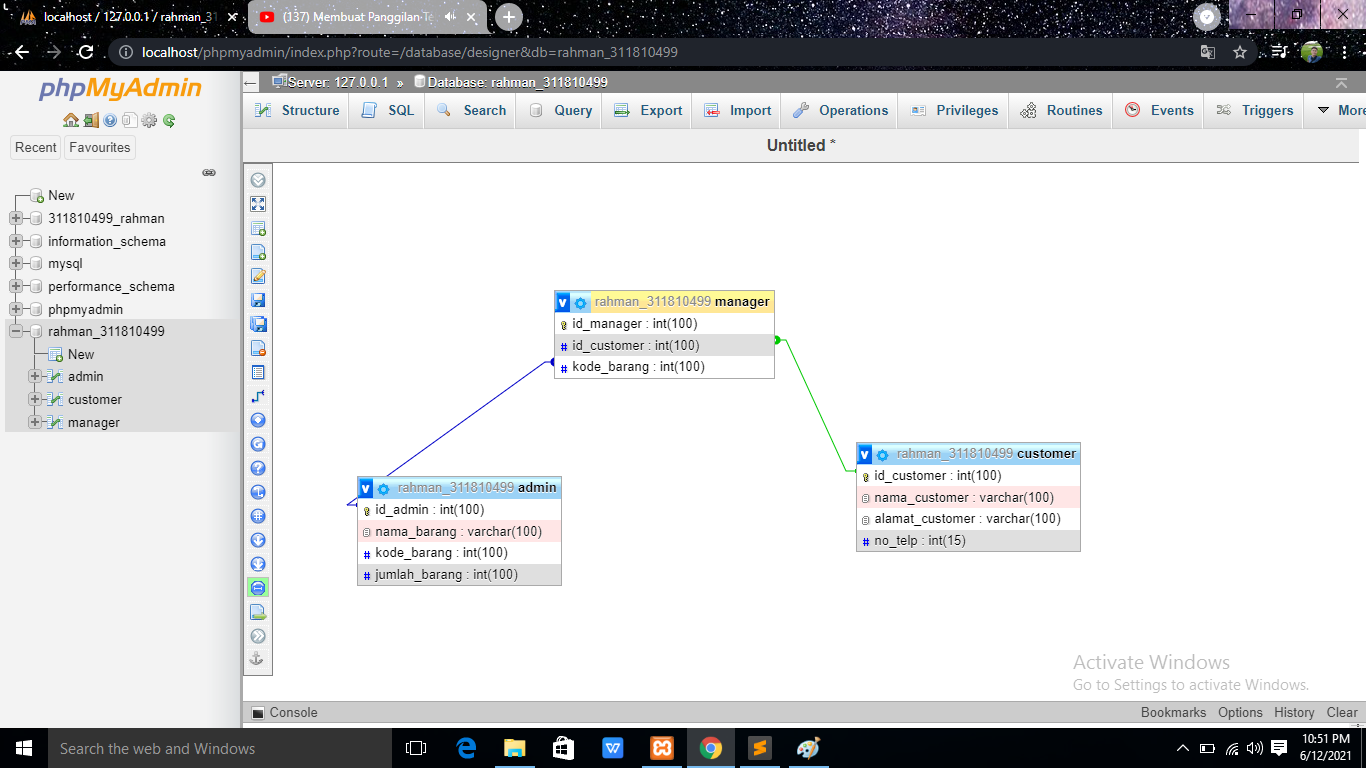 localhost / 127.0.0.1 / rahman_31
(137) Membuat Panggilan Te
localhost/phpmyadmin/index.php?route=/database/designer&db=rahman_311810499
phpMyAdmin
Recent Favourites
New
311810499_rahman
information_schema
mysql
performance_schema
phpmyadmin
rahman_311810499
New
admin
customer
manager
Server: 127.0.0.1 » Database: rahman_311810499
Structure SQL Search Query Export Import Operations Privileges Routines Events Triggers More
Untitled *
v rahman_311810499 manager
id_manager : int(100)
# id_customer : int(100)
# kode_barang : int(100)
v rahman_311810499 customer
id_customer : int(100)
nama_customer : varchar(100)
alamat_customer : varchar(100)
# no_telp : int(15)
v rahman_311810499 admin
id_admin : int(100)
nama_barang : varchar(100)
# kode_barang : int(100)
# jumlah_barang : int(100)
Activate Windows
Go to Settings to activate Windows.
Console Bookmarks Options History Clear
Search the web and Windows
10:51 PM
6/12/2021